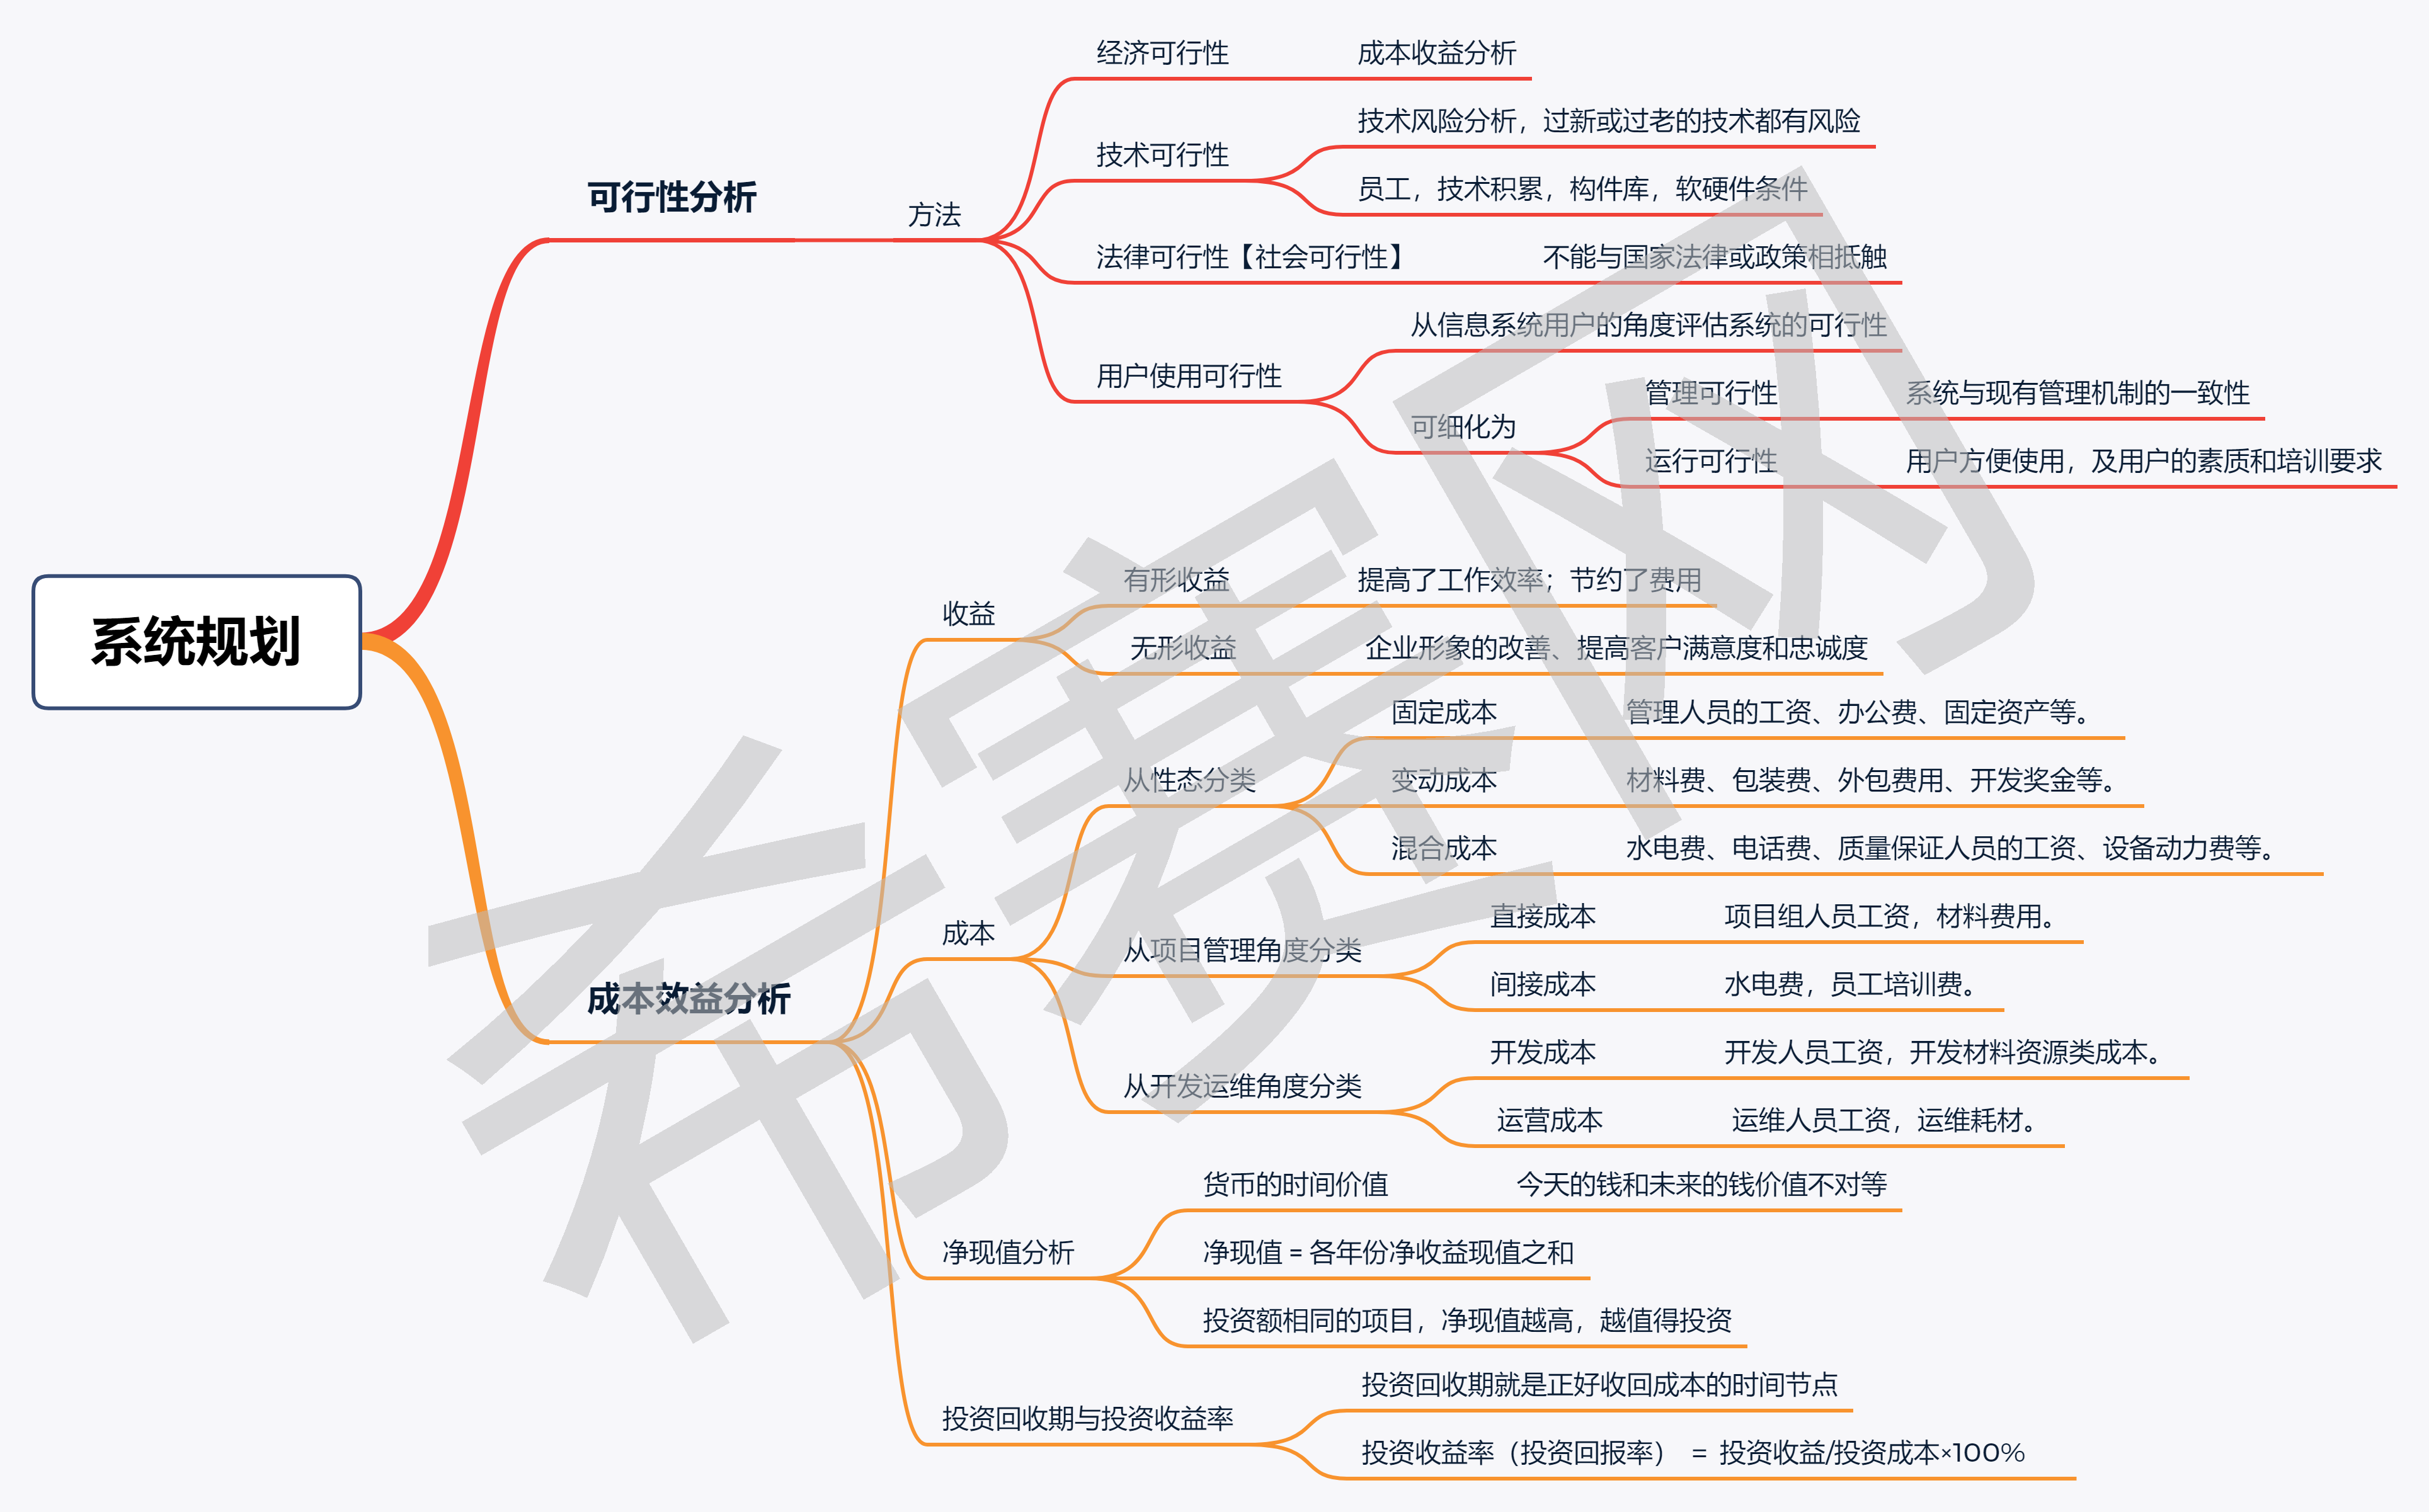 系统规划
可行性分析
方法
经济可行性
成本收益分析
技术可行性
技术风险分析，过新或过老的技术都有风险
员工，技术积累，构件库，软硬件条件
法律可行性【社会可行性】
不能与国家法律或政策相抵触
用户使用可行性
从信息系统用户的角度评估系统的可行性
可细化为
管理可行性
系统与现有管理机制的一致性
运行可行性
用户方便使用，及用户的素质和培训要求
成本效益分析
收益
有形收益
提高了工作效率；节约了费用
无形收益
企业形象的改善、提高客户满意度和忠诚度
成本
从性态分类
固定成本
管理人员的工资、办公费、固定资产等。
变动成本
材料费、包装费、外包费用、开发奖金等。
混合成本
水电费、电话费、质量保证人员的工资、设备动力费等。
从项目管理角度分类
直接成本
项目组人员工资，材料费用。
间接成本
水电费，员工培训费。
从开发运维角度分类
开发成本
开发人员工资，开发材料资源类成本。
运营成本
运维人员工资，运维耗材。
净现值分析
货币的时间价值
今天的钱和未来的钱价值不对等
净现值 = 各年份净收益现值之和
投资额相同的项目，净现值越高，越值得投资
投资回收期与投资收益率
投资回收期就是正好收回成本的时间节点
投资收益率（投资回报率） = 投资收益/投资成本×100%
希赛网